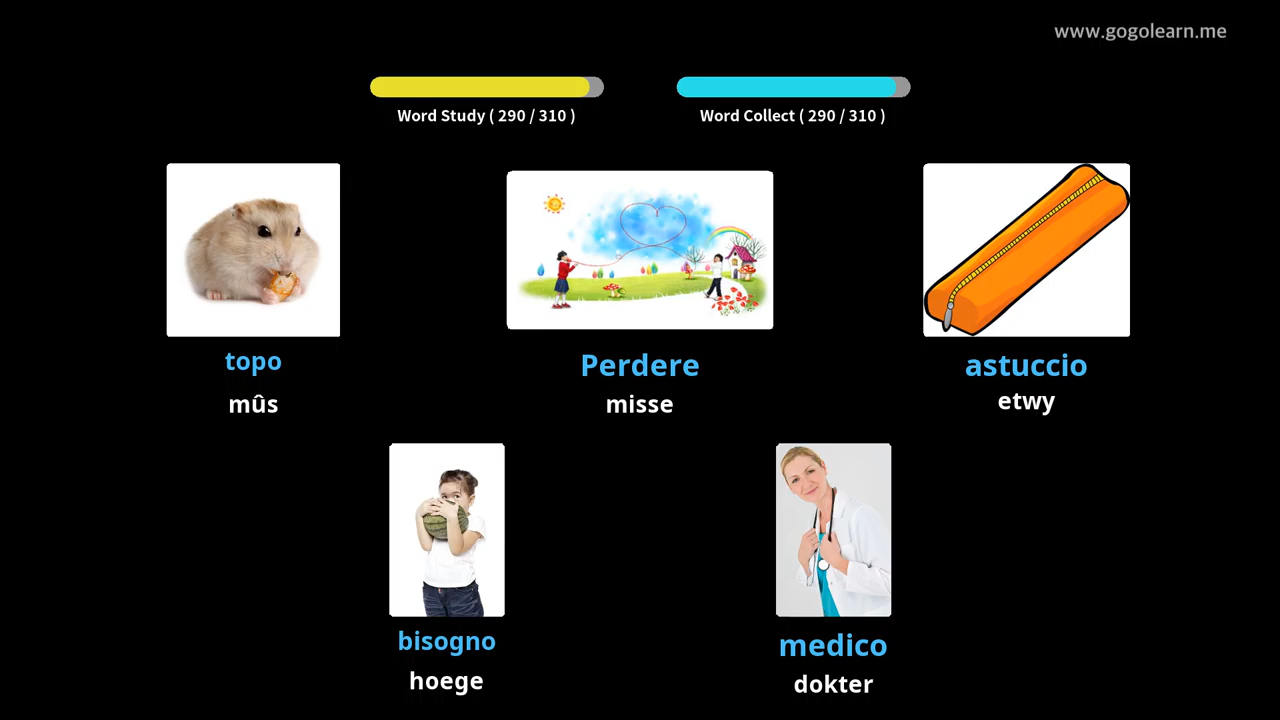 www.gogolearn.me
Word Study ( 290 / 310 )
Word Collect ( 290 / 310 )
topo
mûs
Perdere
misse
astuccio
etwy
bisogno
hoege
medico
dokter